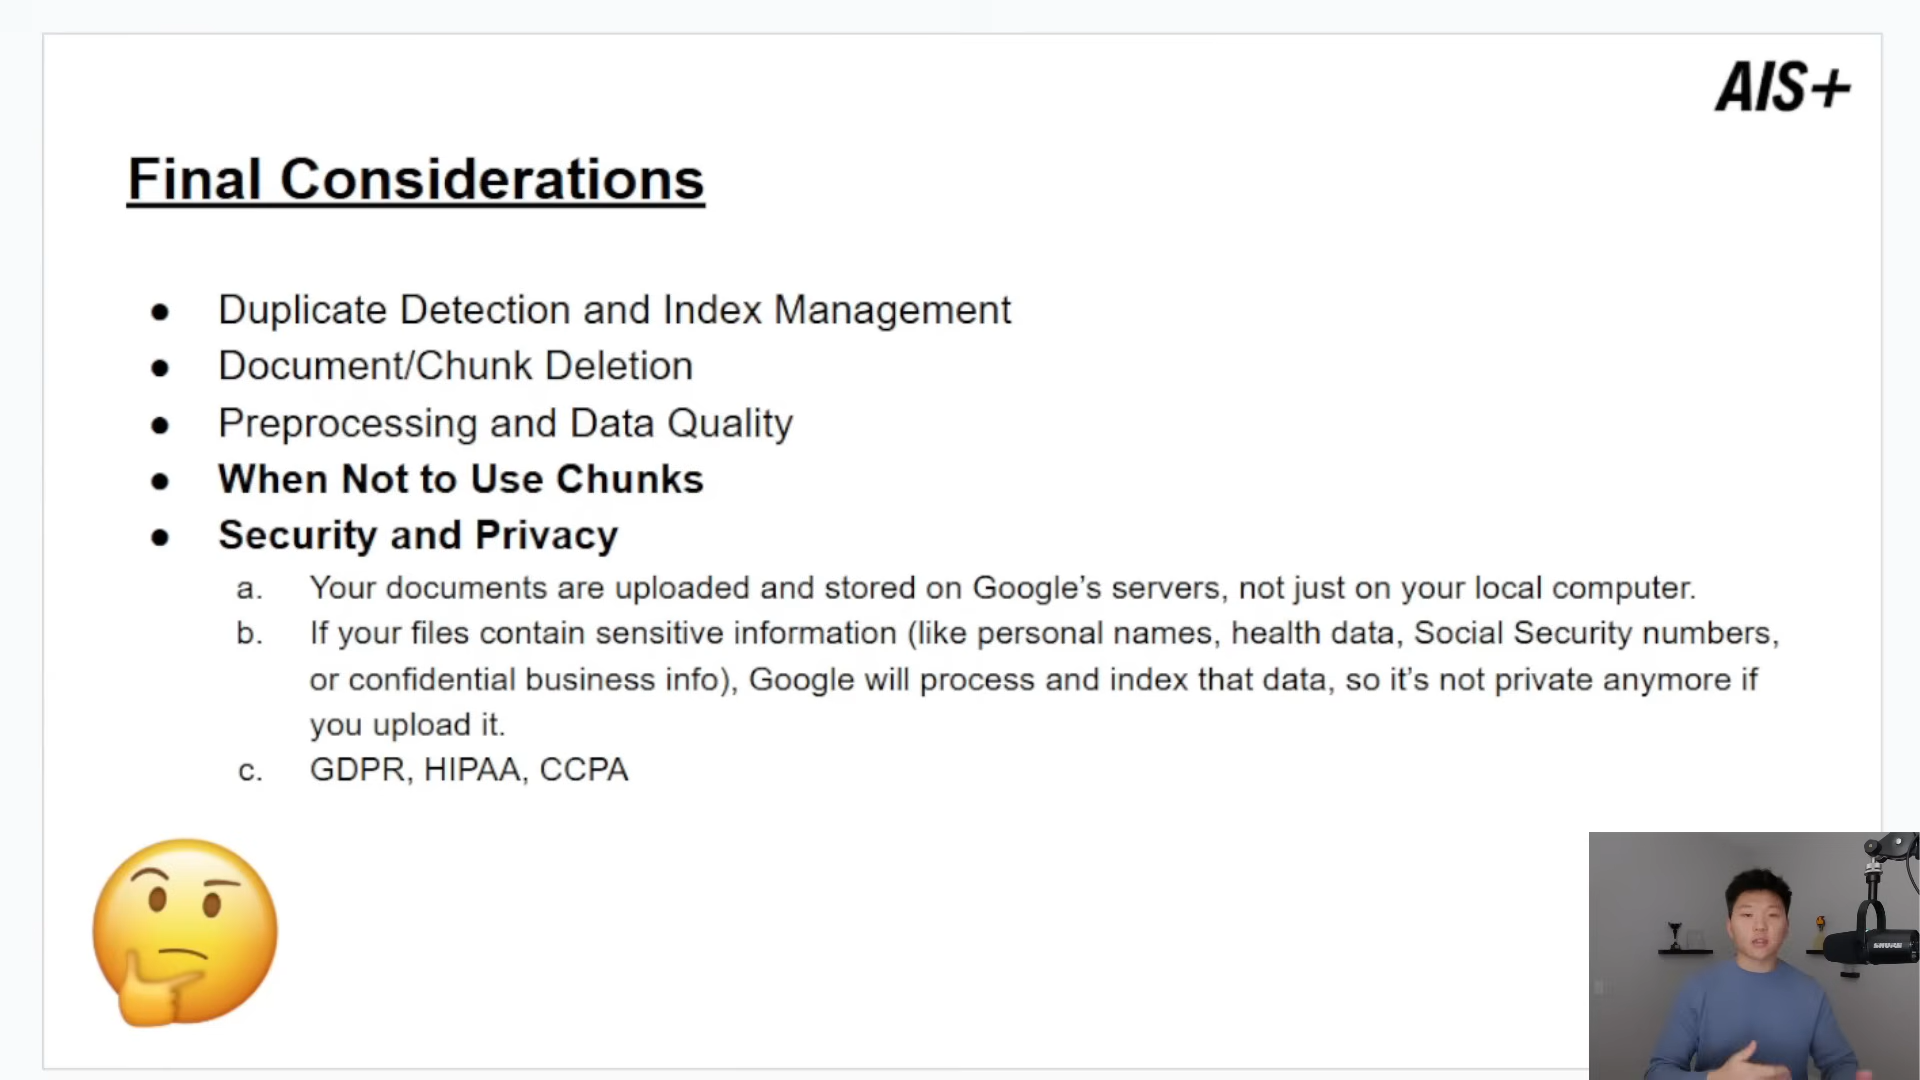 AIS+
Final Considerations
● Duplicate Detection and Index Management
● Document/Chunk Deletion
● Preprocessing and Data Quality
● When Not to Use Chunks
● Security and Privacy
a. Your documents are uploaded and stored on Google’s servers, not just on your local computer.
b. If your files contain sensitive information (like personal names, health data, Social Security numbers,
or confidential business info), Google will process and index that data, so it’s not private anymore if
you upload it.
c. GDPR, HIPAA, CCPA
SHURE